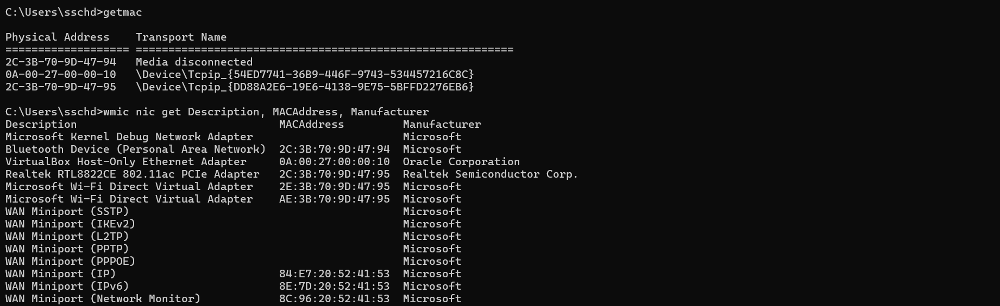 C:\Users\sschd>getmac
Physical Address    Transport Name
=================== ==========================================================
2C-3B-70-9D-47-94   Media disconnected
0A-00-27-00-00-10   \Device\Tcpip_{54ED7741-36B9-446F-9743-534457216C8C}
2C-3B-70-9D-47-95   \Device\Tcpip_{DD88A2E6-19E6-4138-9E75-5BFFD2276EB6}
C:\Users\sschd>wmic nic get Description, MACAddress, Manufacturer
Description                               MACAddress         Manufacturer
Microsoft Kernel Debug Network Adapter                       Microsoft
Bluetooth Device (Personal Area Network)  2C:3B:70:9D:47:94  Microsoft
VirtualBox Host-Only Ethernet Adapter     0A:00:27:00:00:10  Oracle Corporation
Realtek RTL8822CE 802.11ac PCIe Adapter   2C:3B:70:9D:47:95  Realtek Semiconductor Corp.
Microsoft Wi-Fi Direct Virtual Adapter    2E:3B:70:9D:47:95  Microsoft
Microsoft Wi-Fi Direct Virtual Adapter    AE:3B:70:9D:47:95  Microsoft
WAN Miniport (SSTP)                                          Microsoft
WAN Miniport (IKEv2)                                         Microsoft
WAN Miniport (L2TP)                                          Microsoft
WAN Miniport (PPTP)                                          Microsoft
WAN Miniport (PPPOE)                                         Microsoft
WAN Miniport (IP)                         84:E7:20:52:41:53  Microsoft
WAN Miniport (IPv6)                       8E:7D:20:52:41:53  Microsoft
WAN Miniport (Network Monitor)            8C:96:20:52:41:53  Microsoft